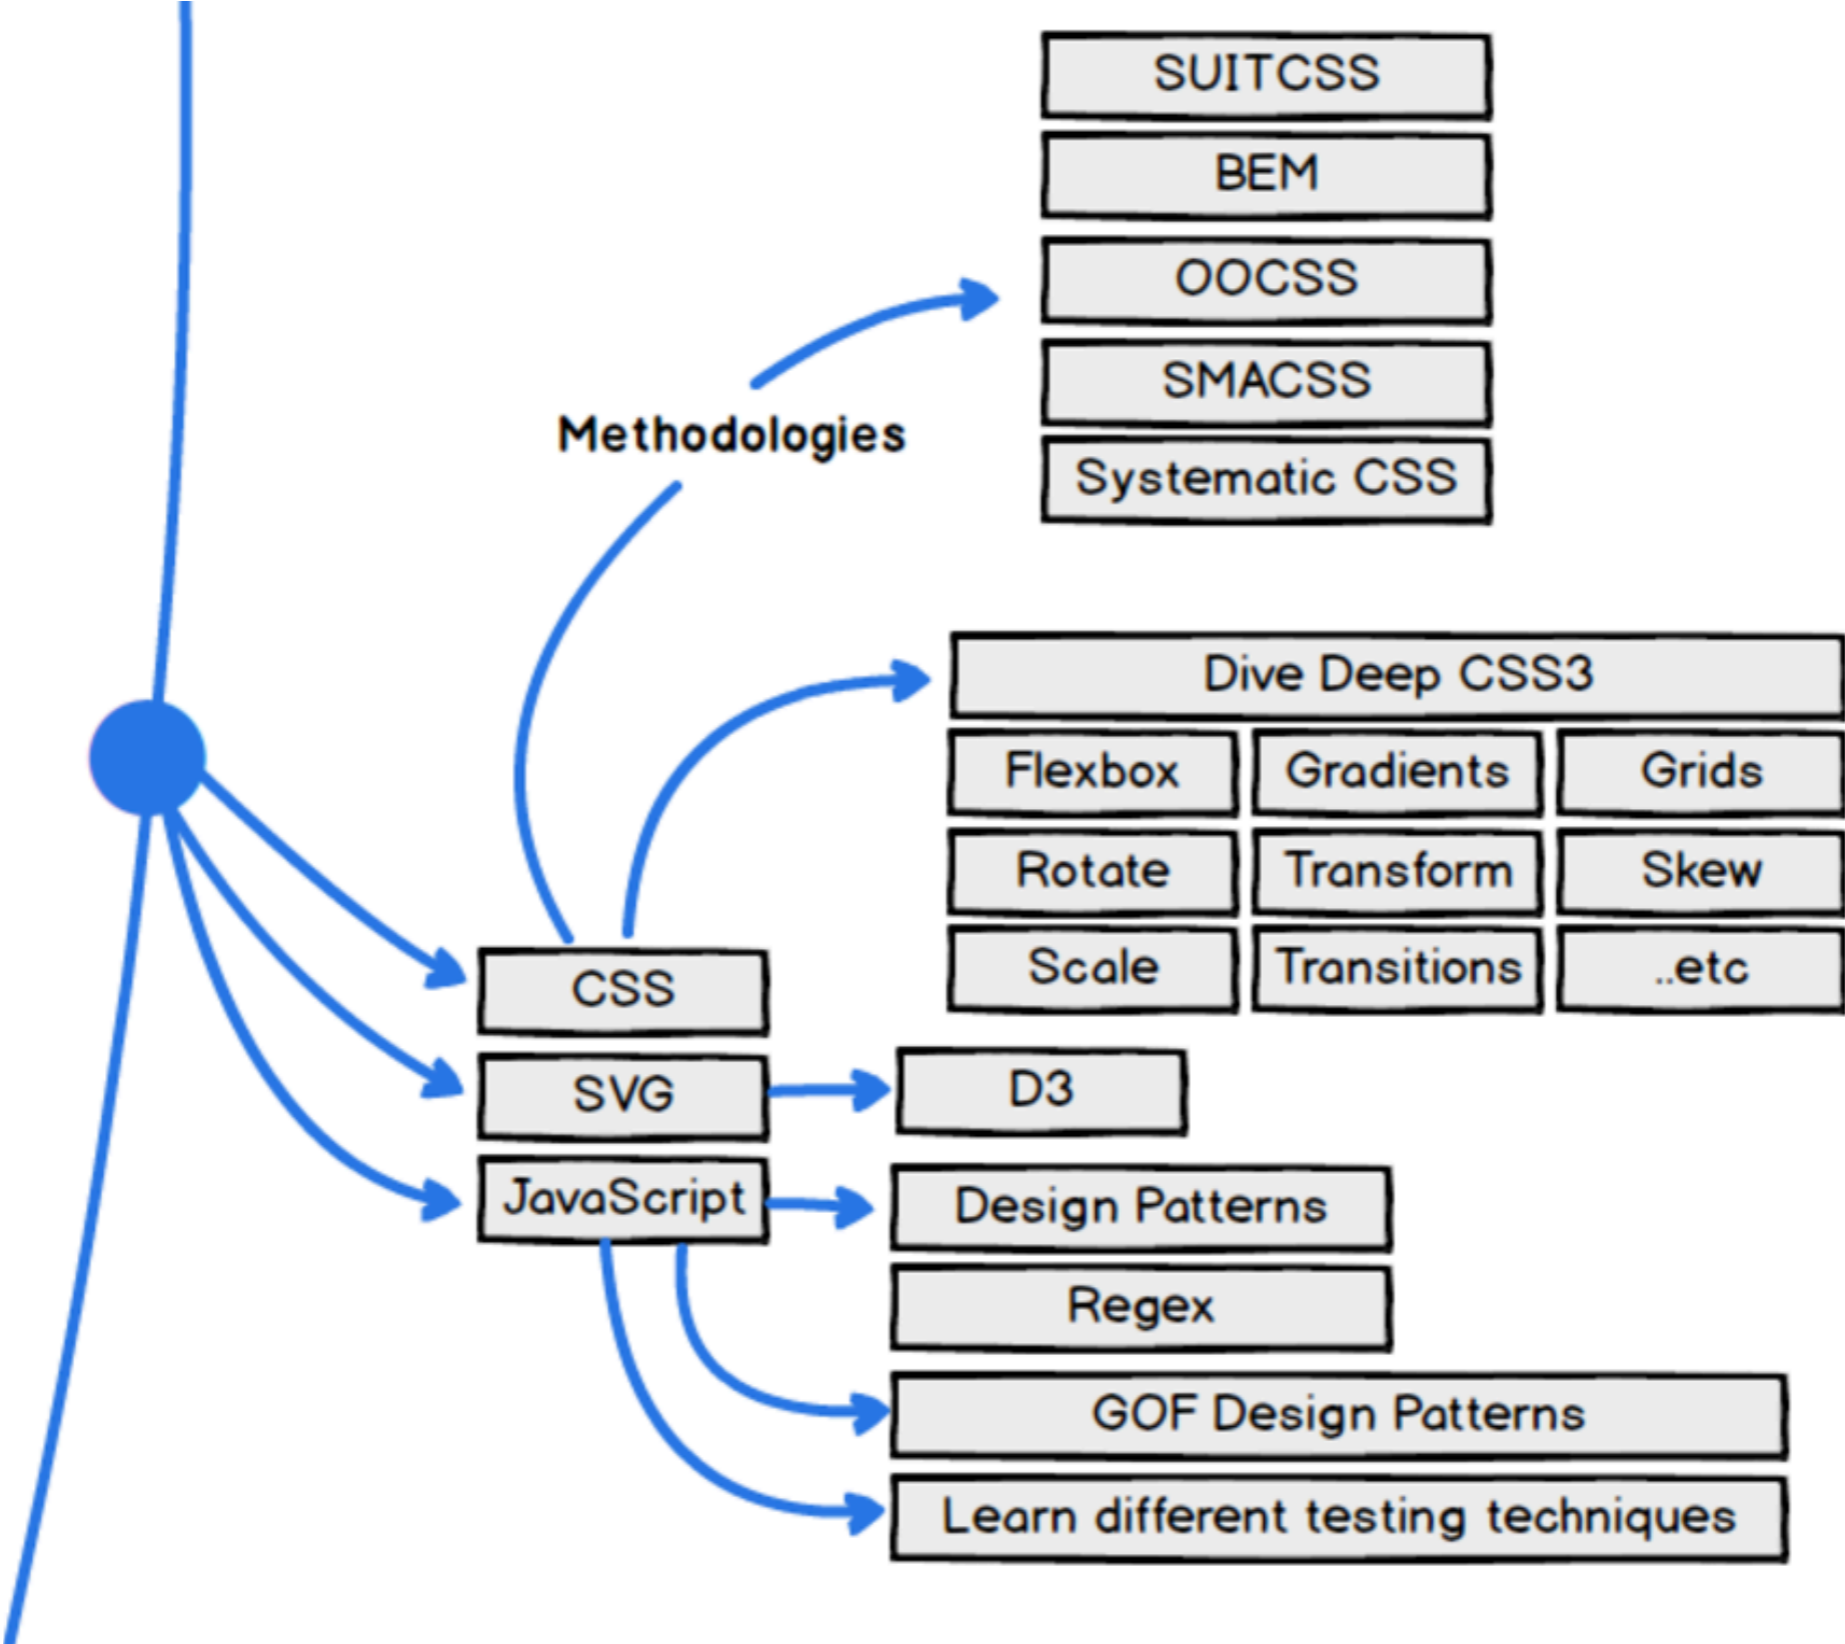 SUITCSS
BEM
OOCSS
SMACSS
Systematic CSS
Methodologies
Dive Deep CSS3
Flexbox Gradients Grids
Rotate Transform Skew
Scale Transitions ..etc
CSS
SVG
D3
JavaScript
Design Patterns
Regex
GOF Design Patterns
Learn different testing techniques